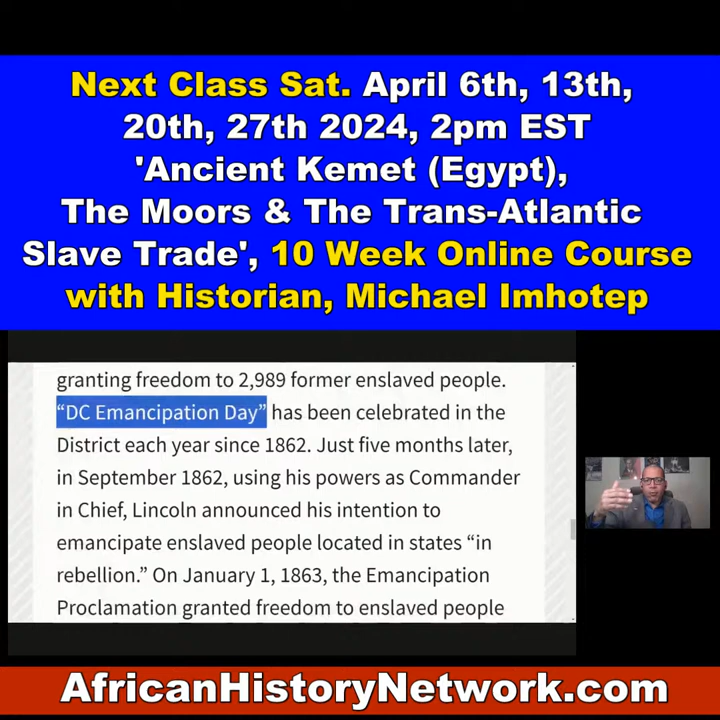 Next Class Sat. April 6th, 13th,
20th, 27th 2024, 2pm EST
'Ancient Kemet (Egypt),
The Moors & The Trans-Atlantic
Slave Trade', 10 Week Online Course
with Historian, Michael Imhotep
granting freedom to 2,989 former enslaved people.
“DC Emancipation Day” has been celebrated in the
District each year since 1862. Just five months later,
in September 1862, using his powers as Commander
in Chief, Lincoln announced his intention to
emancipate enslaved people located in states “in
rebellion.” On January 1, 1863, the Emancipation
Proclamation granted freedom to enslaved people
AfricanHistoryNetwork.com